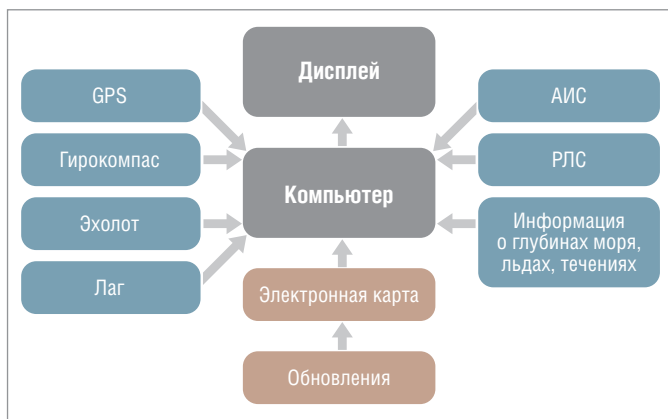 Дисплей
GPS
Гирокомпас
Эхолот
Лаг
Компьютер
АИС
РЛС
Информация
о глубинах моря,
льдах, течениях
Электронная карта
Обновления